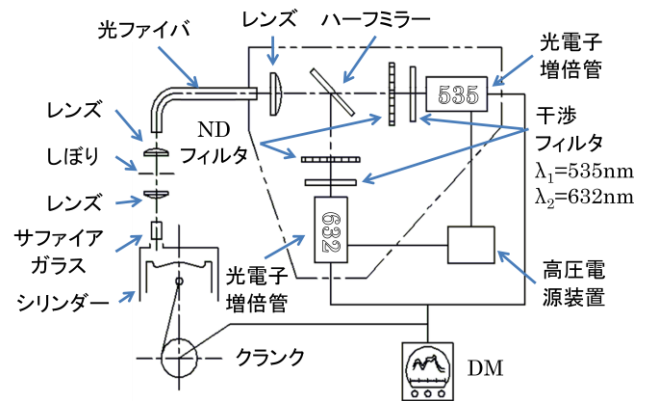 光ファイバ
レンズ
ハーフミラー
光電子
増倍管
535
レンズ
しぼり
レンズ
ND
フィルタ
干渉
フィルタ
λ₁=535nm
λ₂=632nm
サファイア
ガラス
シリンダー
632
光電子
増倍管
高圧電
源装置
クランク
DM